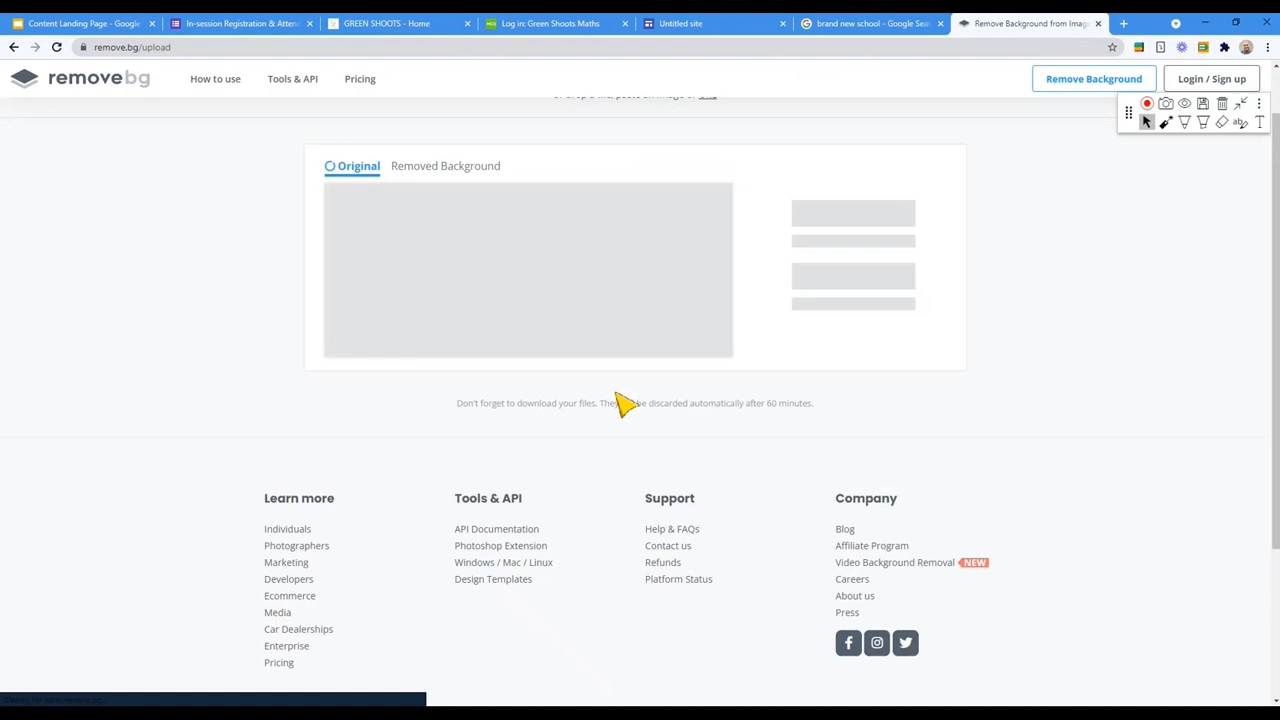 Content Landing Page - Google
In-session Registration & Atten
GREEN SHOOTS - Home
Log in: Green Shoots Maths
Untitled site
brand new school - Google Sea
Remove Background from Imag
remove.bg/upload
removebg
How to use
Tools & API
Pricing
Remove Background
Login / Sign up
Original
Removed Background
Don't forget to download your files. They be discarded automatically after 60 minutes.
Learn more
Individuals
Photographers
Marketing
Developers
Ecommerce
Media
Car Dealerships
Enterprise
Pricing
Tools & API
API Documentation
Photoshop Extension
Windows / Mac / Linux
Design Templates
Support
Help & FAQs
Contact us
Refunds
Platform Status
Company
Blog
Affiliate Program
Video Background Removal NEW
Careers
About us
Press